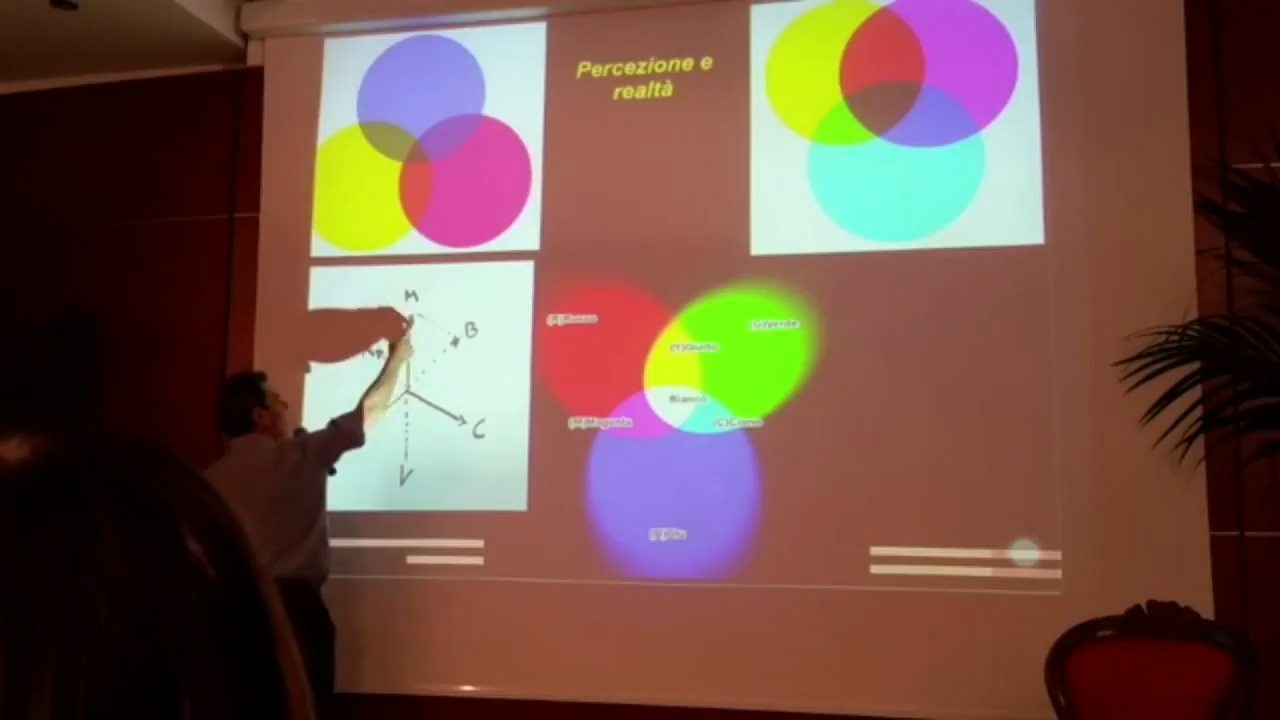 Percezione e
realtà
M
B
C
V
(R)Rosso
(G)Verde
(Y)Giallo
Bianco
(M)Magenta
(C)Ciano
(B)Blu